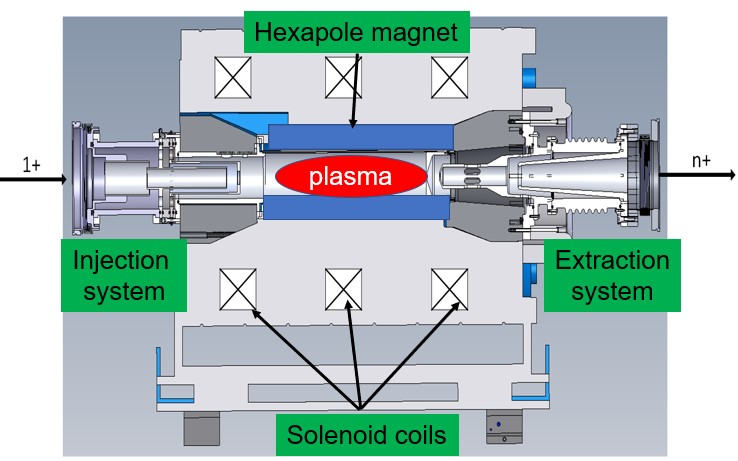 Hexapole magnet
1+
n+
plasma
Injection
system
Extraction
system
Solenoid coils